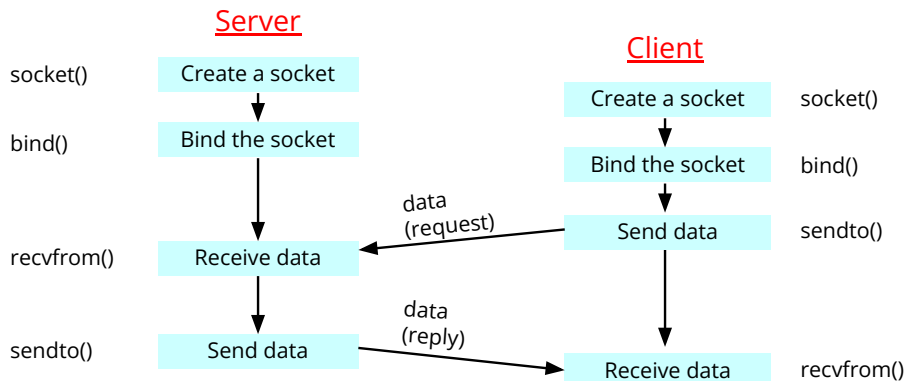 Server
Client
socket()
Create a socket
Create a socket
socket()
bind()
Bind the socket
Bind the socket
bind()
data
(request)
Send data
sendto()
recvfrom()
Receive data
data
(reply)
sendto()
Send data
Receive data
recvfrom()